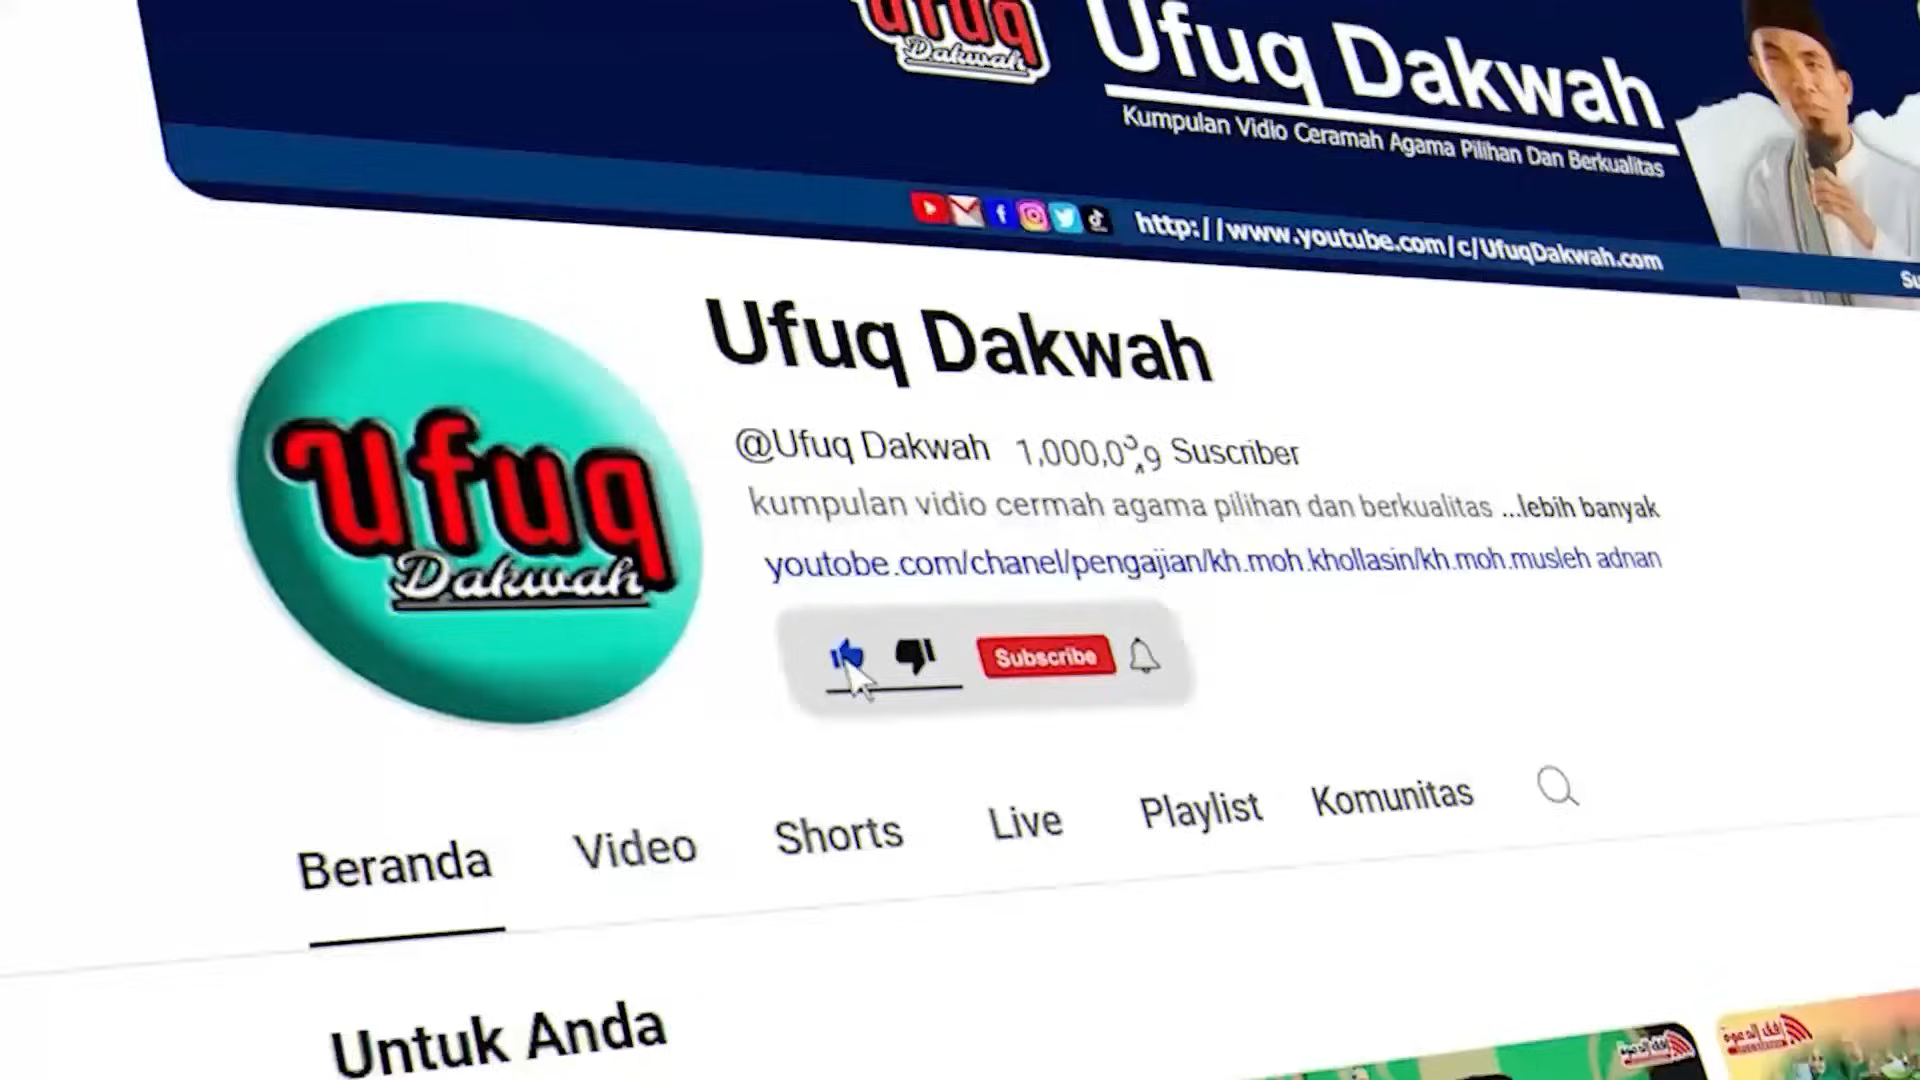 Ufuq
Dakwah
Ufuq Dakwah
Kumpulan Vidio Ceramah Agama Pilihan Dan Berkualitas
http://www.youtube.com/c/UfuqDakwah.com
Ufuq
Dakwah
Ufuq Dakwah
@Ufuq Dakwah Suscriber
kumpulan vidio cermah agama pilihan dan berkualitas ...lebih banyak
youtobe.com/chanel/pengajian/kh.moh.khollasin/kh.moh.musleh adnan
Subscribe
Beranda Video Shorts Live Playlist Komunitas
Untuk Anda